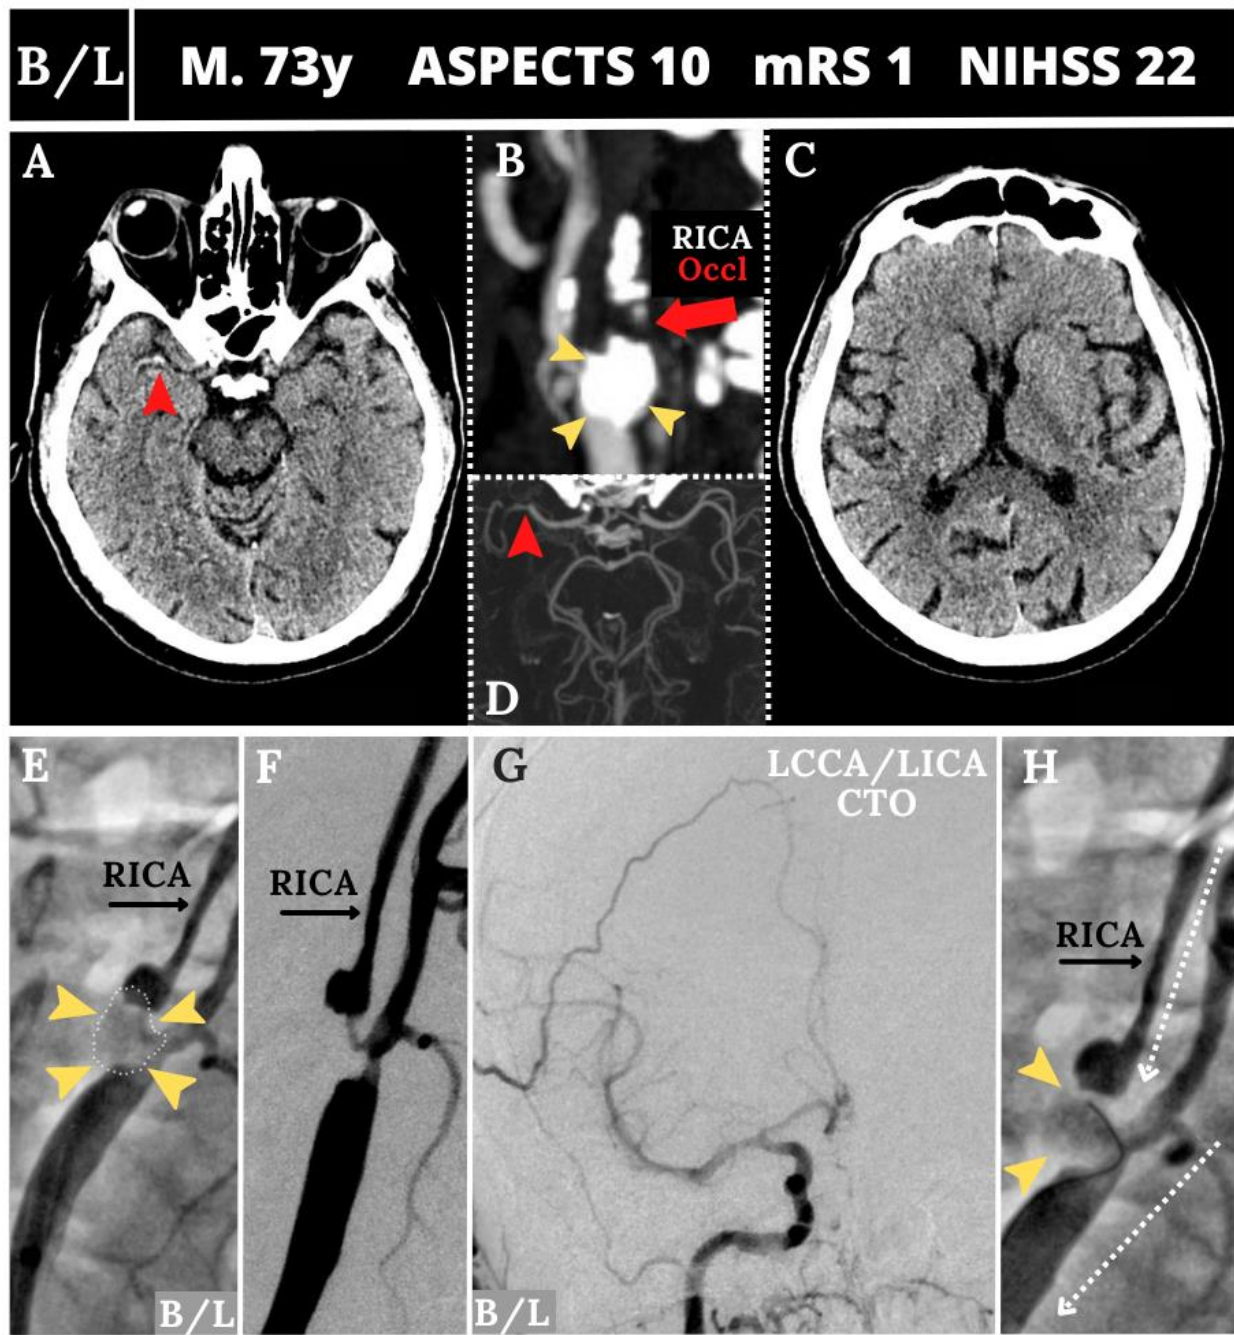 B/L M. 73y ASPECTS 10 mRS 1 NIHSS 22
A
B
C
RICA
Occl
D
E
F
G
LCCA/LICA
CTO
H
RICA
RICA
RICA
B/L
B/L